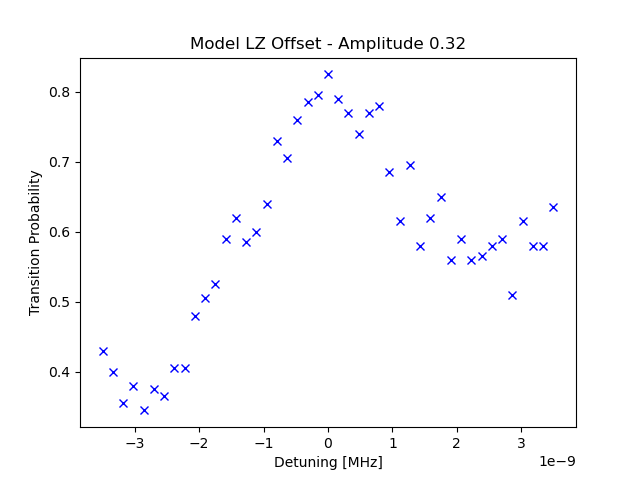 Model LZ Offset - Amplitude 0.32
Transition Probability
0.8
0.7
0.6
0.5
0.4
−3 −2 −1 0 1 2 3
1e−9
Detuning [MHz]